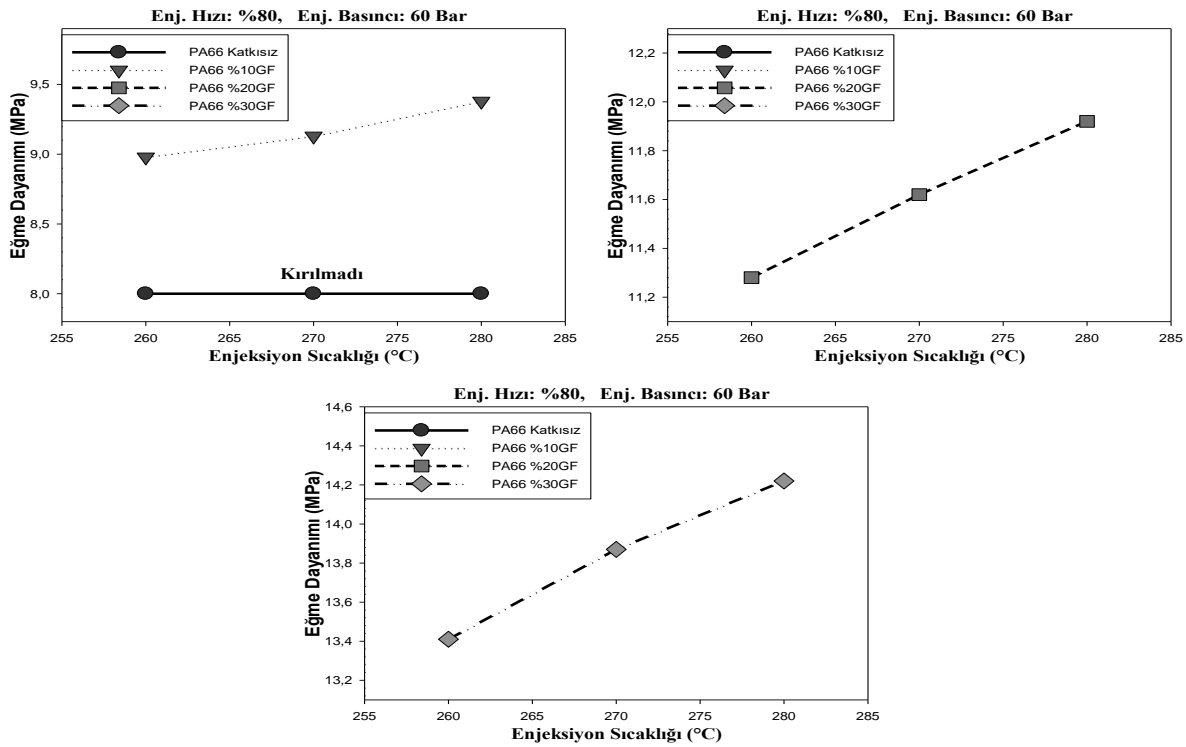 Enj. Hızı: %80, Enj. Basıncı: 60 Bar
PA66 Katkısız
PA66 %10GF
PA66 %20GF
PA66 %30GF
Eğme Dayanımı (MPa)
9,5
9,0
8,5
8,0
Kırılmadı
255 260 265 270 275 280 285
Enjeksiyon Sıcaklığı (°C)
Enj. Hızı: %80, Enj. Basıncı: 60 Bar
PA66 Katkısız
PA66 %10GF
PA66 %20GF
PA66 %30GF
Eğme Dayanımı (MPa)
12,2
12,0
11,8
11,6
11,4
11,2
255 260 265 270 275 280 285
Enjeksiyon Sıcaklığı (°C)
Enj. Hızı: %80, Enj. Basıncı: 60 Bar
PA66 Katkısız
PA66 %10GF
PA66 %20GF
PA66 %30GF
Eğme Dayanımı (MPa)
14,6
14,4
14,2
14,0
13,8
13,6
13,4
13,2
255 260 265 270 275 280 285
Enjeksiyon Sıcaklığı (°C)